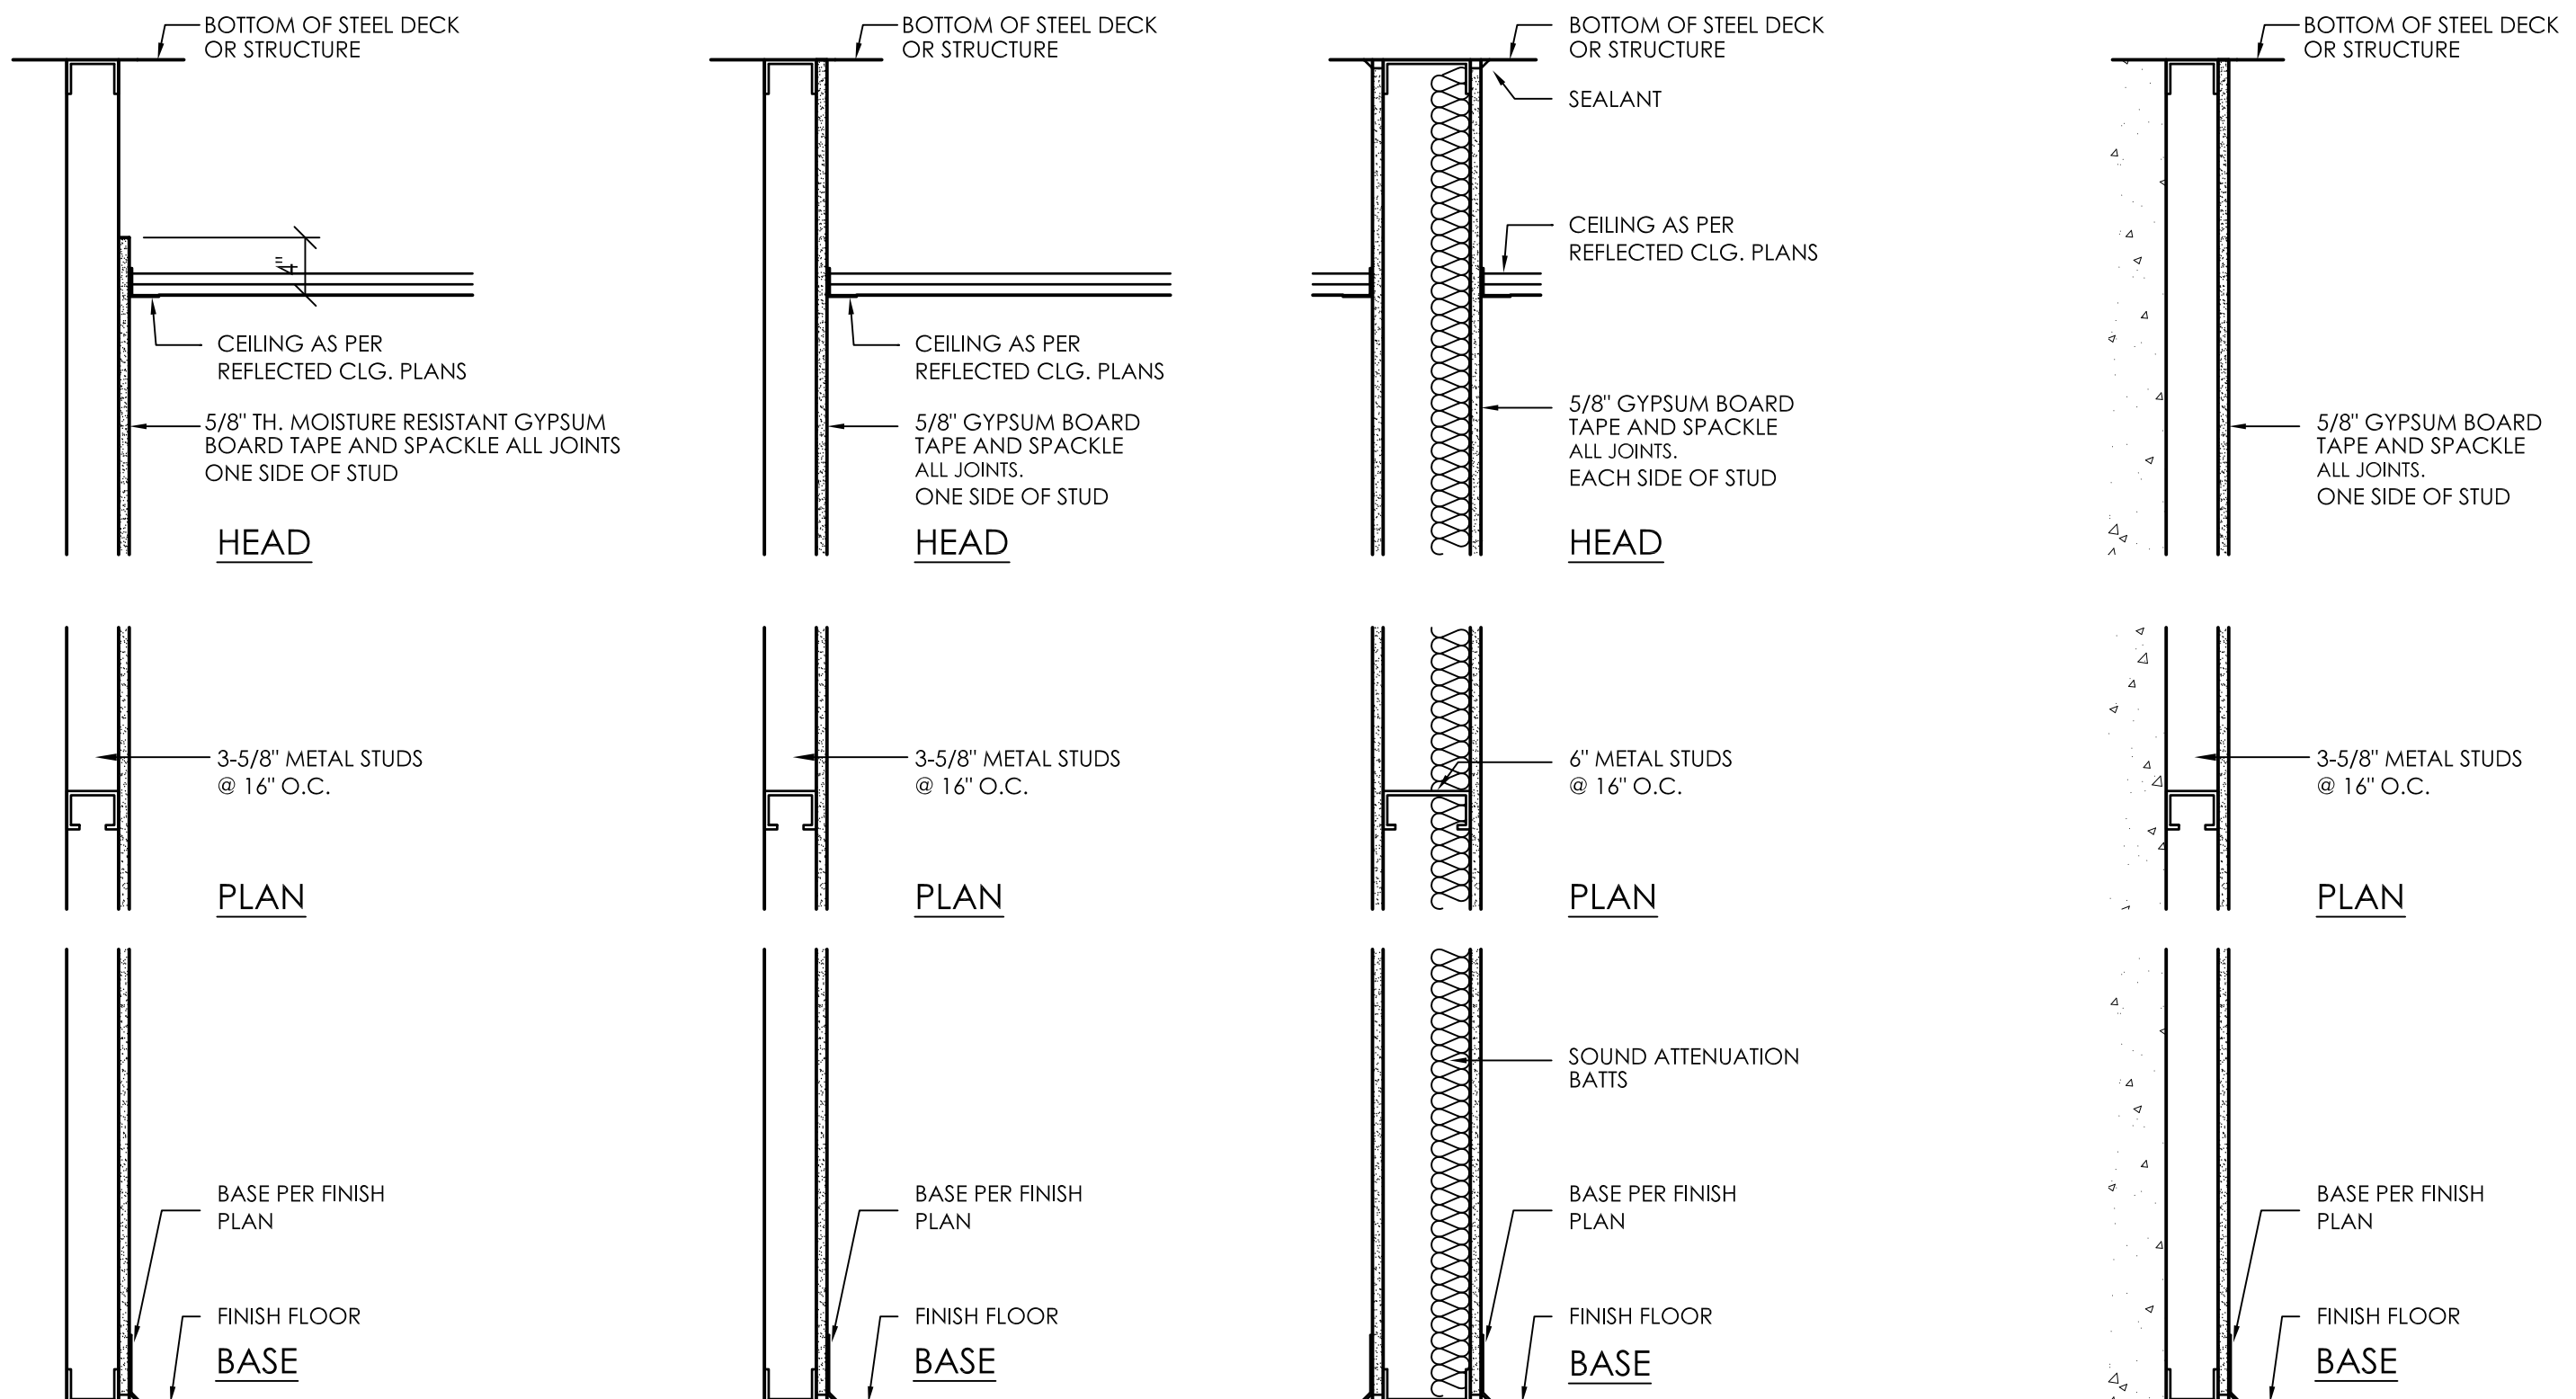 BOTTOM OF STEEL DECK
OR STRUCTURE
4"
CEILING AS PER
REFLECTED CLG. PLANS
5/8" TH. MOISTURE RESISTANT GYPSUM
BOARD TAPE AND SPACKLE ALL JOINTS
ONE SIDE OF STUD
HEAD
3-5/8" METAL STUDS
@ 16" O.C.
PLAN
BASE PER FINISH
PLAN
FINISH FLOOR
BASE
BOTTOM OF STEEL DECK
OR STRUCTURE
CEILING AS PER
REFLECTED CLG. PLANS
5/8" GYPSUM BOARD
TAPE AND SPACKLE
ALL JOINTS.
ONE SIDE OF STUD
HEAD
3-5/8" METAL STUDS
@ 16" O.C.
PLAN
BASE PER FINISH
PLAN
FINISH FLOOR
BASE
BOTTOM OF STEEL DECK
OR STRUCTURE
SEALANT
CEILING AS PER
REFLECTED CLG. PLANS
5/8" GYPSUM BOARD
TAPE AND SPACKLE
ALL JOINTS.
EACH SIDE OF STUD
HEAD
6" METAL STUDS
@ 16" O.C.
PLAN
SOUND ATTENUATION
BATTS
BASE PER FINISH
PLAN
FINISH FLOOR
BASE
BOTTOM OF STEEL DECK
OR STRUCTURE
5/8" GYPSUM BOARD
TAPE AND SPACKLE
ALL JOINTS.
ONE SIDE OF STUD
3-5/8" METAL STUDS
@ 16" O.C.
PLAN
BASE PER FINISH
PLAN
FINISH FLOOR
BASE